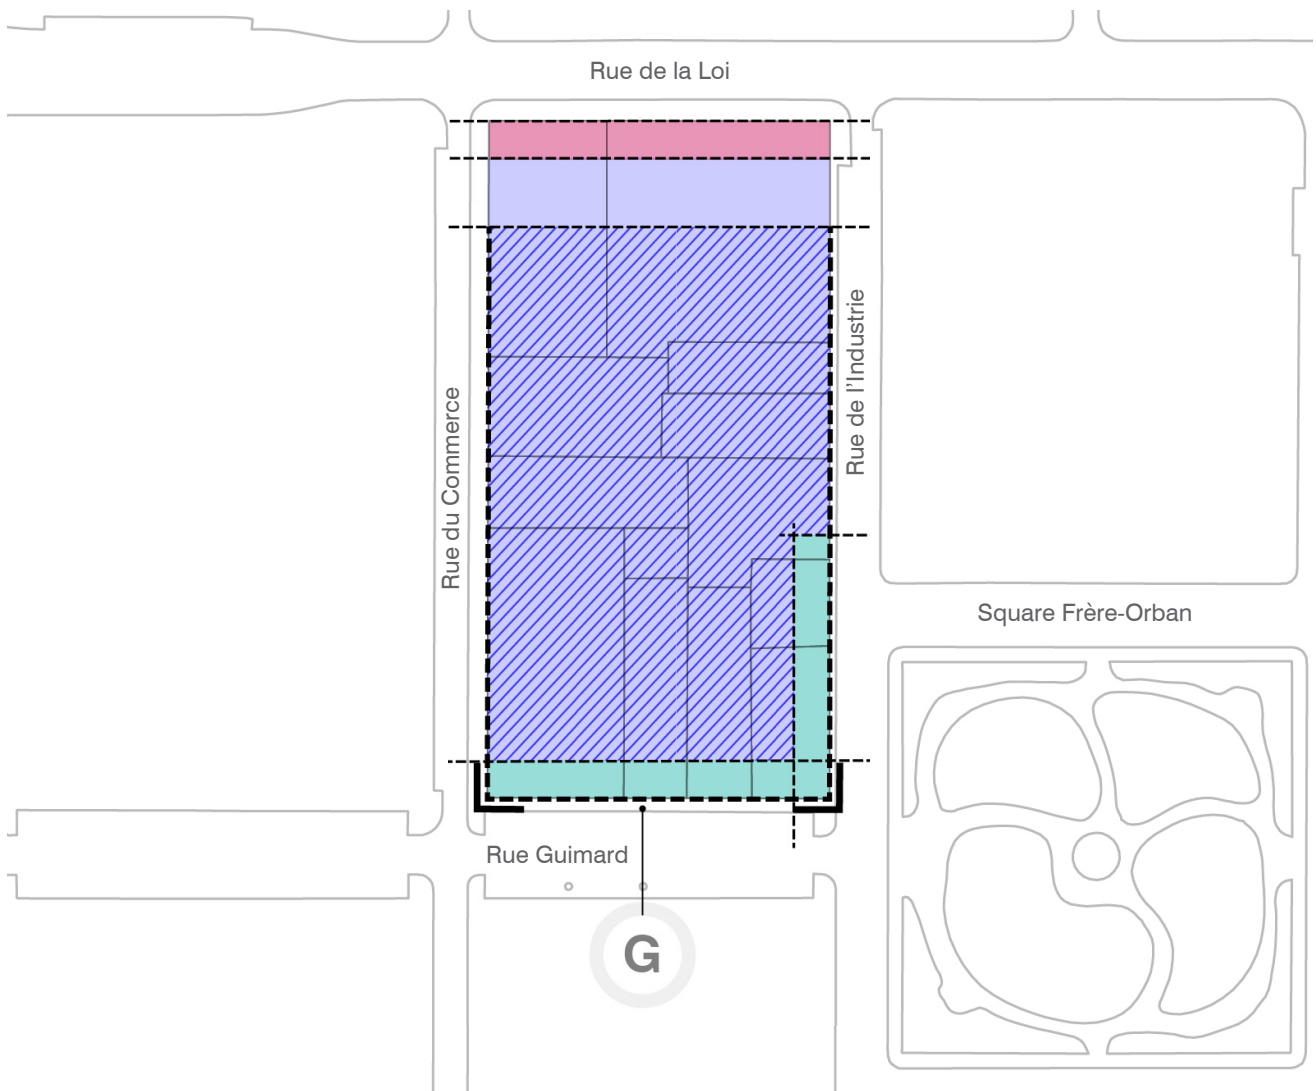 Rue de la Loi
Rue de l'Industrie
Rue du Commerce
Square Frère-Orban
Rue Guimard
G